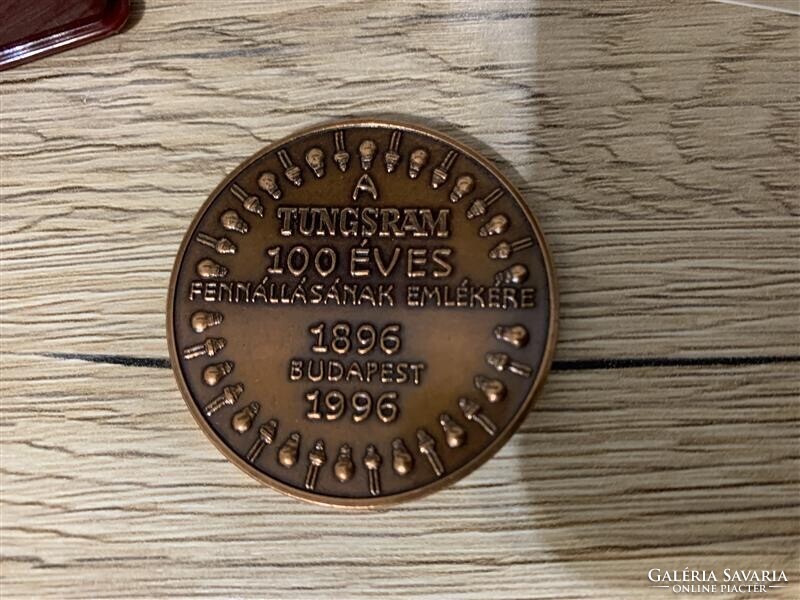 A
TUNGSRAM
100 ÉVES
FENNÁLLÁSÁNAK EMLÉKÉRE
1896
BUDAPEST
1996
GALÉRIA SAVARIA
ONLINE PIACTÉR